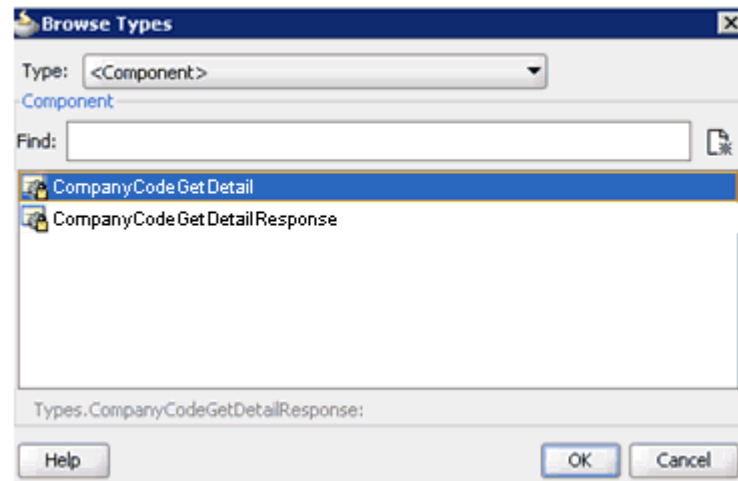 Browse Types
Type: <Component>
Component
Find:
CompanyCodeGetDetail
CompanyCodeGetDetailResponse
Types.CompanyCodeGetDetailResponse:
Help OK Cancel